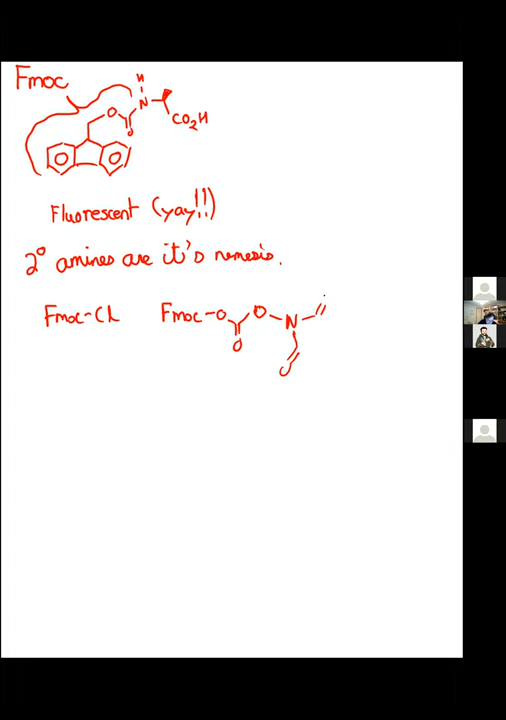 Fmoc
H
N
O
O
CO2H
Fluorescent (yay!!!)
2° amines are it's nemesis.
Fmoc-Cl Fmoc-O O N
O O